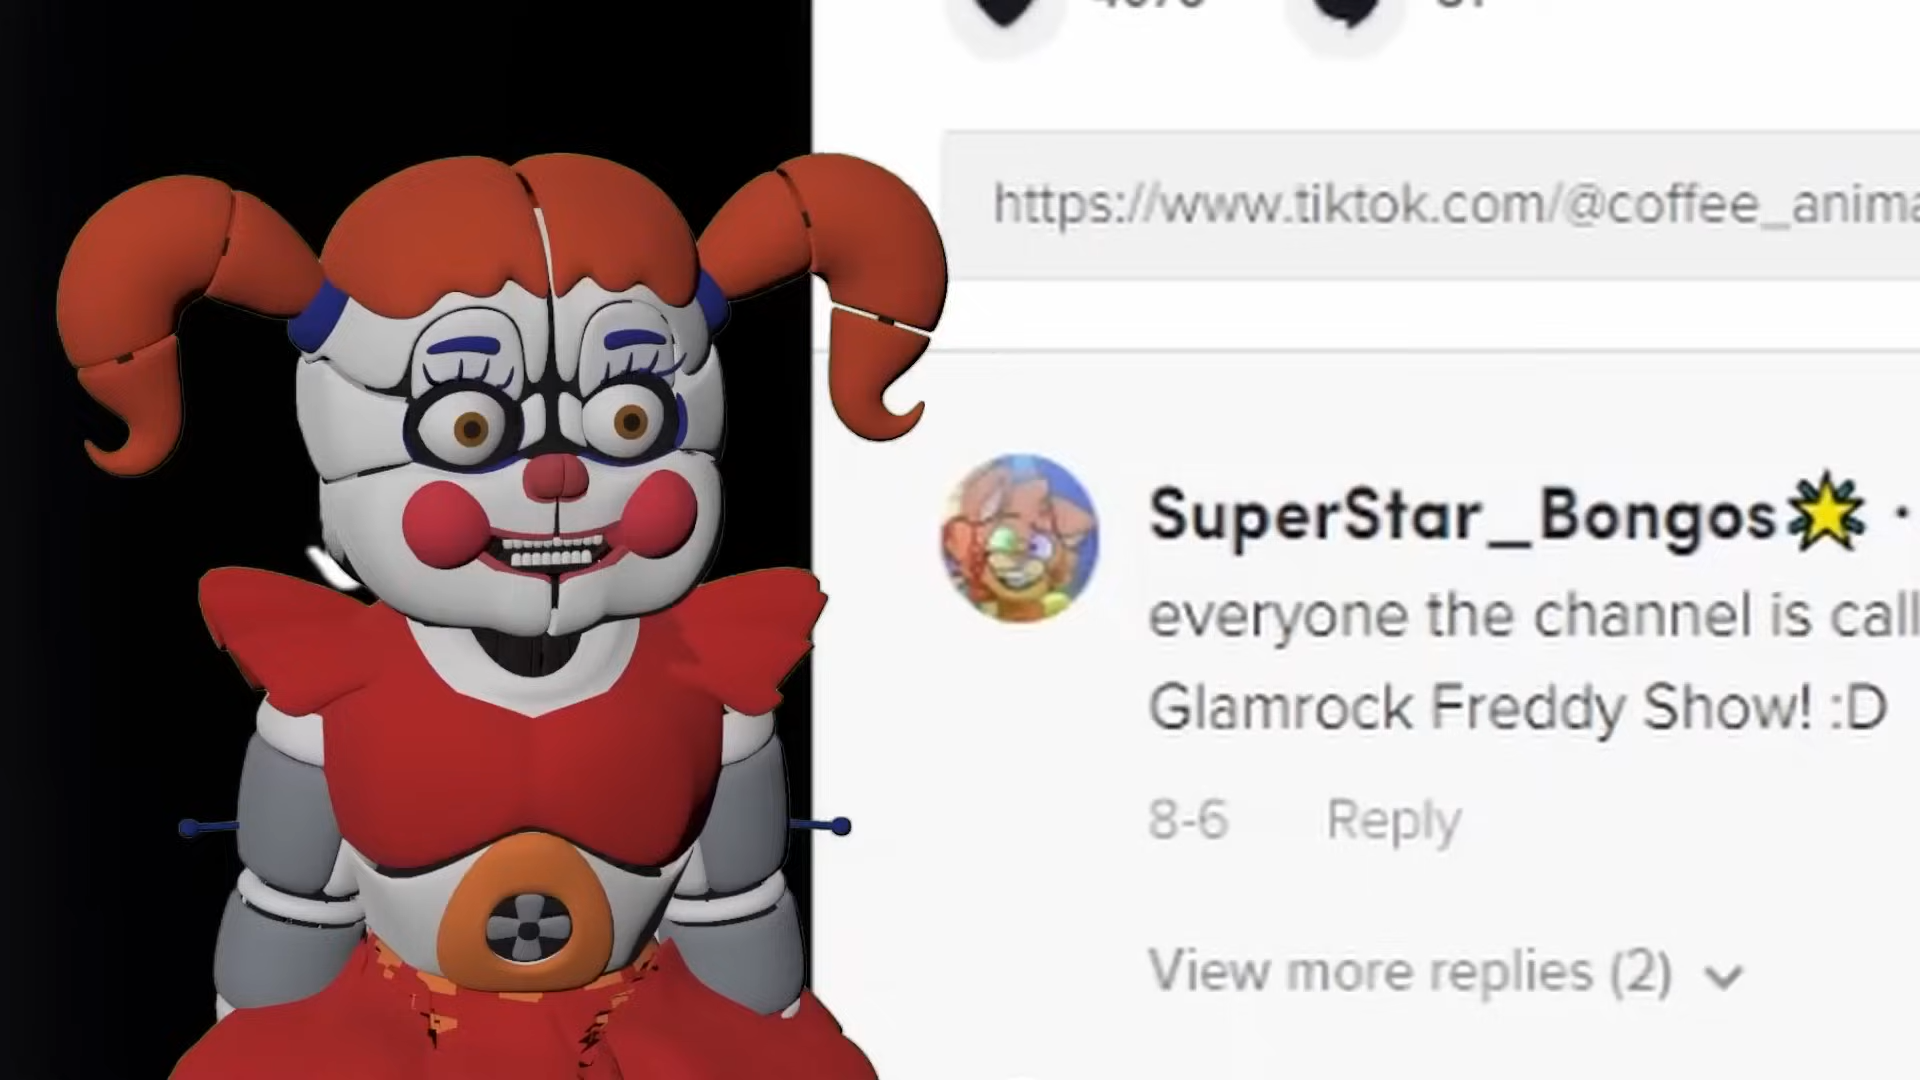 https://www.tiktok.com/@coffee_anima
SuperStar_Bongos🌟 ·
everyone the channel is call
Glamrock Freddy Show! :D
8-6 Reply
View more replies (2)